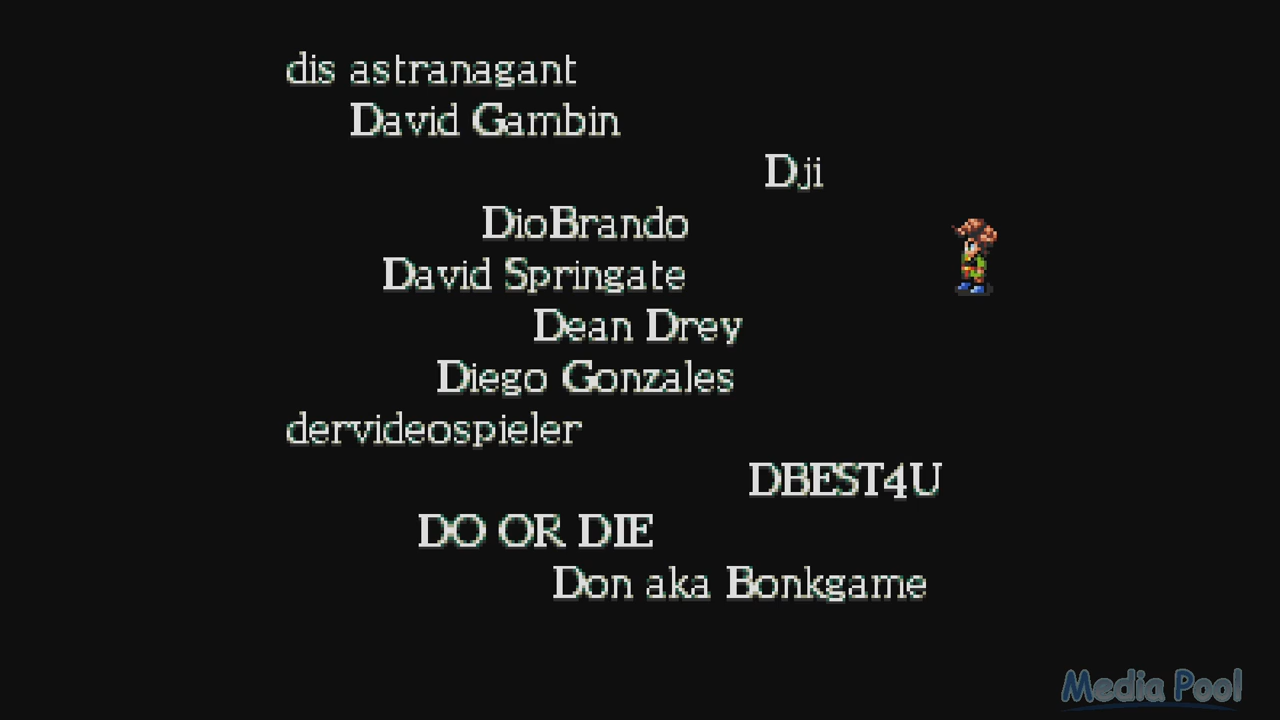 dis astranagant
David Gambin
Dji
DioBrando
David Springate
Dean Drey
Diego Gonzales
dervideospieler
DBEST4U
DO OR DIE
Don aka Bonkgame
Media Pool